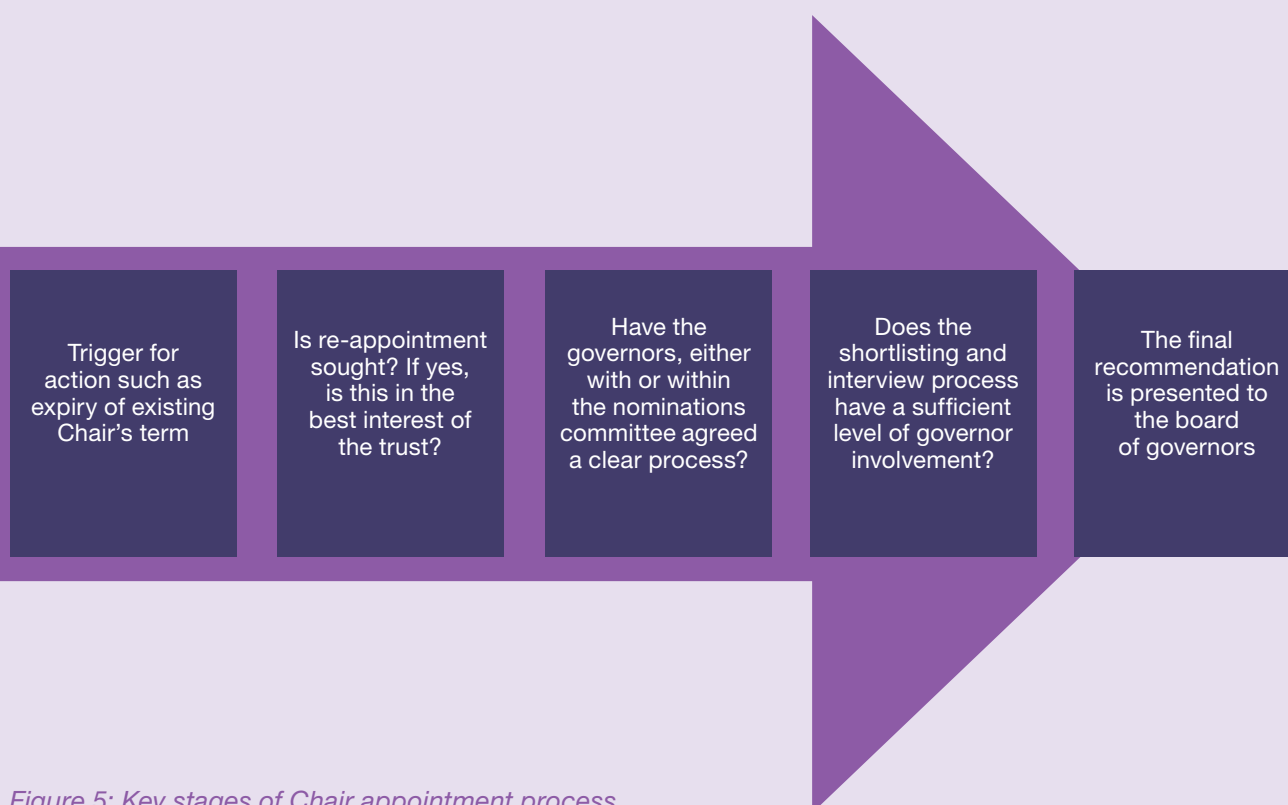 Trigger for
action such as
expiry of existing
Chair's term
Is re-appointment
sought? If yes,
is this in the
best interest of
the trust?
Have the
governors, either
with or within
the nominations
committee agreed
a clear process?
Does the
shortlisting and
interview process
have a sufficient
level of governor
involvement?
The final
recommendation
is presented to
the board
of governors
Figure 5: Key stages of Chair appointment process